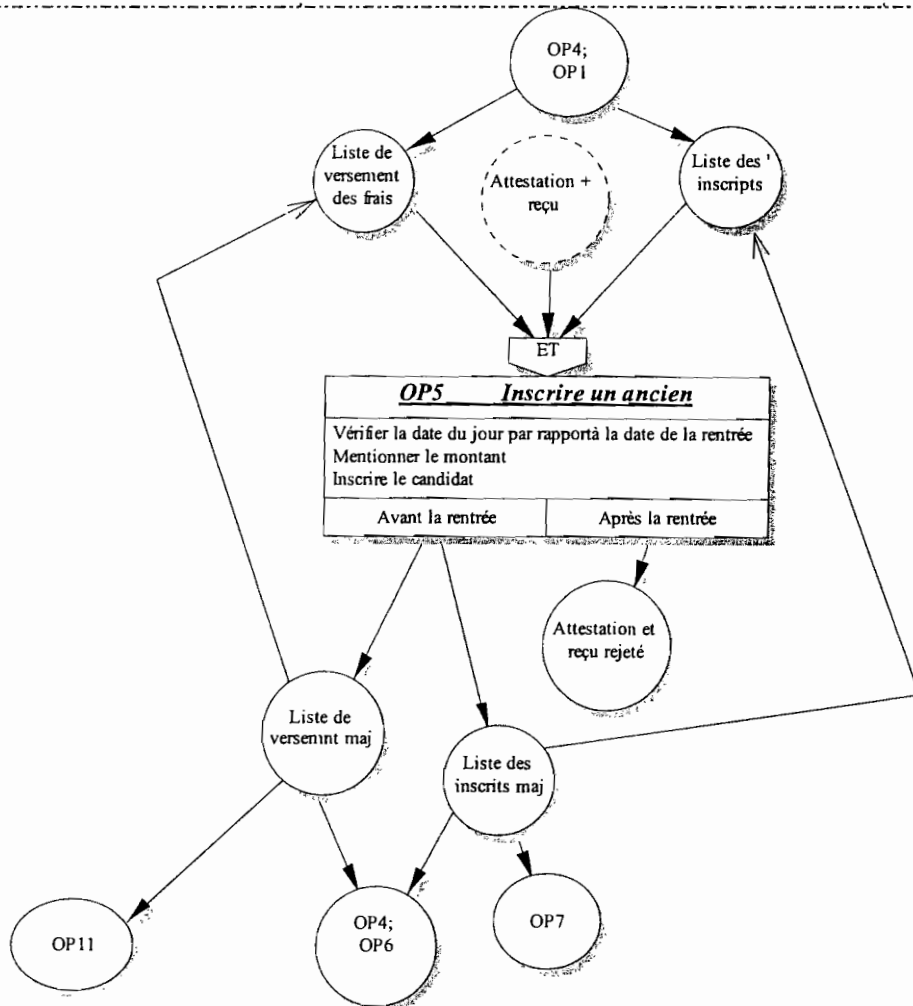 OP4;
OP1
Liste de
versement
des frais
Attestation +
reçu
Liste des '
inscripts
ET
OP5 Inscrire un ancien
Vérifier la date du jour par rapportà la date de la rentrée
Mentionner le montant
Inscrire le candidat
Avant la rentrée
Après la rentrée
Attestation et
reçu rejeté
Liste de
versemnt maj
Liste des
inscrits maj
OP11
OP4;
OP6
OP7